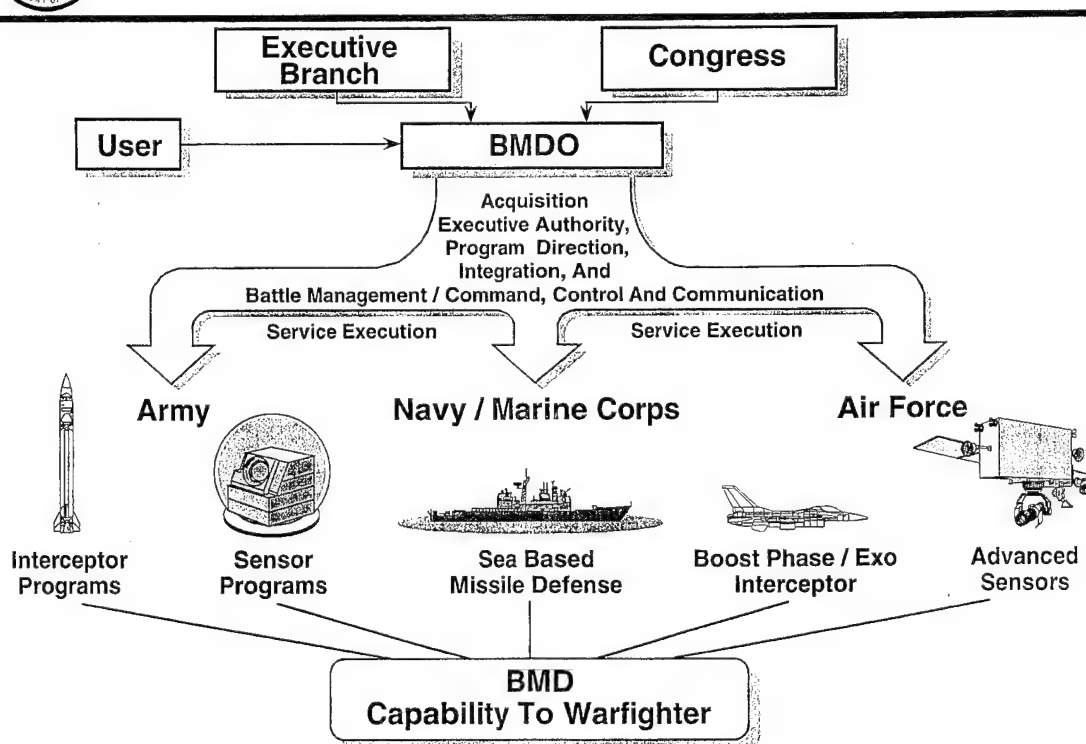 Executive
Branch
Congress
User
BMDO
Acquisition
Executive Authority,
Program Direction,
Integration, And
Battle Management / Command, Control And Communication
Service Execution
Service Execution
Army
Navy / Marine Corps
Air Force
Interceptor
Programs
Sensor
Programs
Sea Based
Missile Defense
Boost Phase / Exo
Interceptor
Advanced
Sensors
BMD
Capability To Warfighter